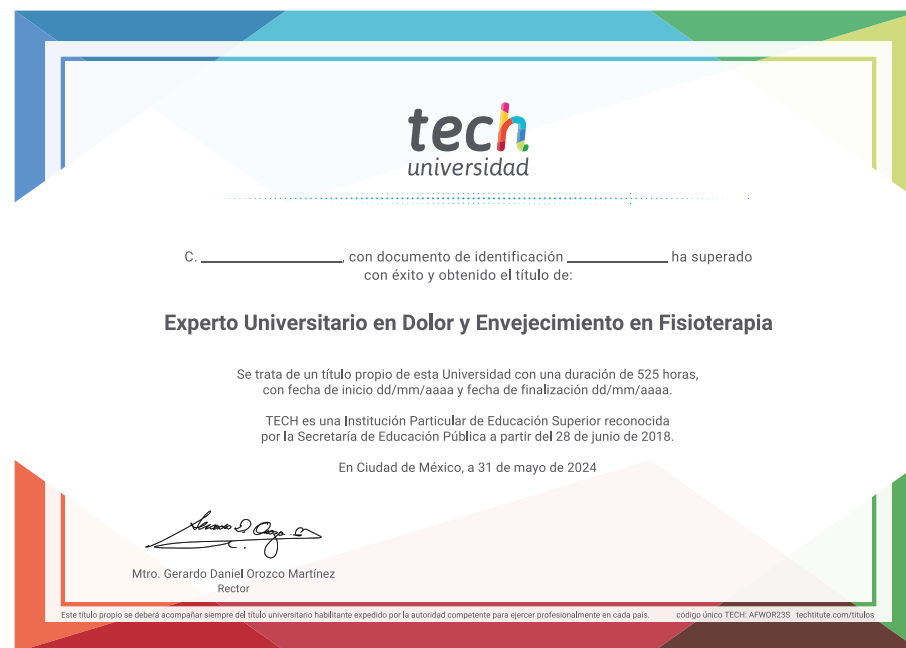 tech
universidad
C. ____________, con documento de identificación ____________ ha superado
con éxito y obtenido el título de:
Experto Universitario en Dolor y Envejecimiento en Fisioterapia
Se trata de un título propio de esta Universidad con una duración de 525 horas,
con fecha de inicio dd/mm/aaaa y fecha de finalización dd/mm/aaaa.
TECH es una Institución Particular de Educación Superior reconocida
por la Secretaría de Educación Pública a partir del 28 de junio de 2018.
En Ciudad de México, a 31 de mayo de 2024
Mtro. Gerardo Daniel Orozco Martínez
Rector
Este título propio se deberá acompañar siempre del título universitario habilitante expedido por la autoridad competente para ejercer profesionalmente en cada país. código único TECH: AFWOR23S techtitute.com/titulos